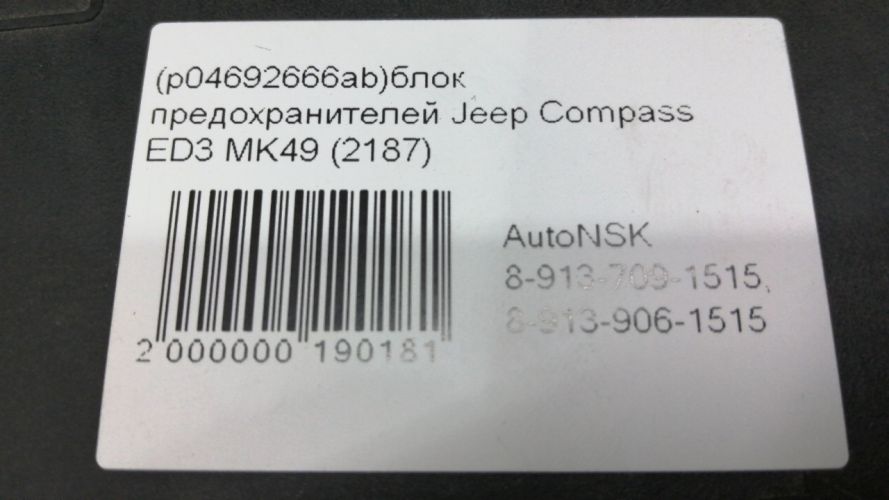 (p04692666ab)блок
предохранителей Jeep Compass
ED3 MK49 (2187)
AutoNSK
8-913-709-1515,
8-913-906-1515
2 000000 190181